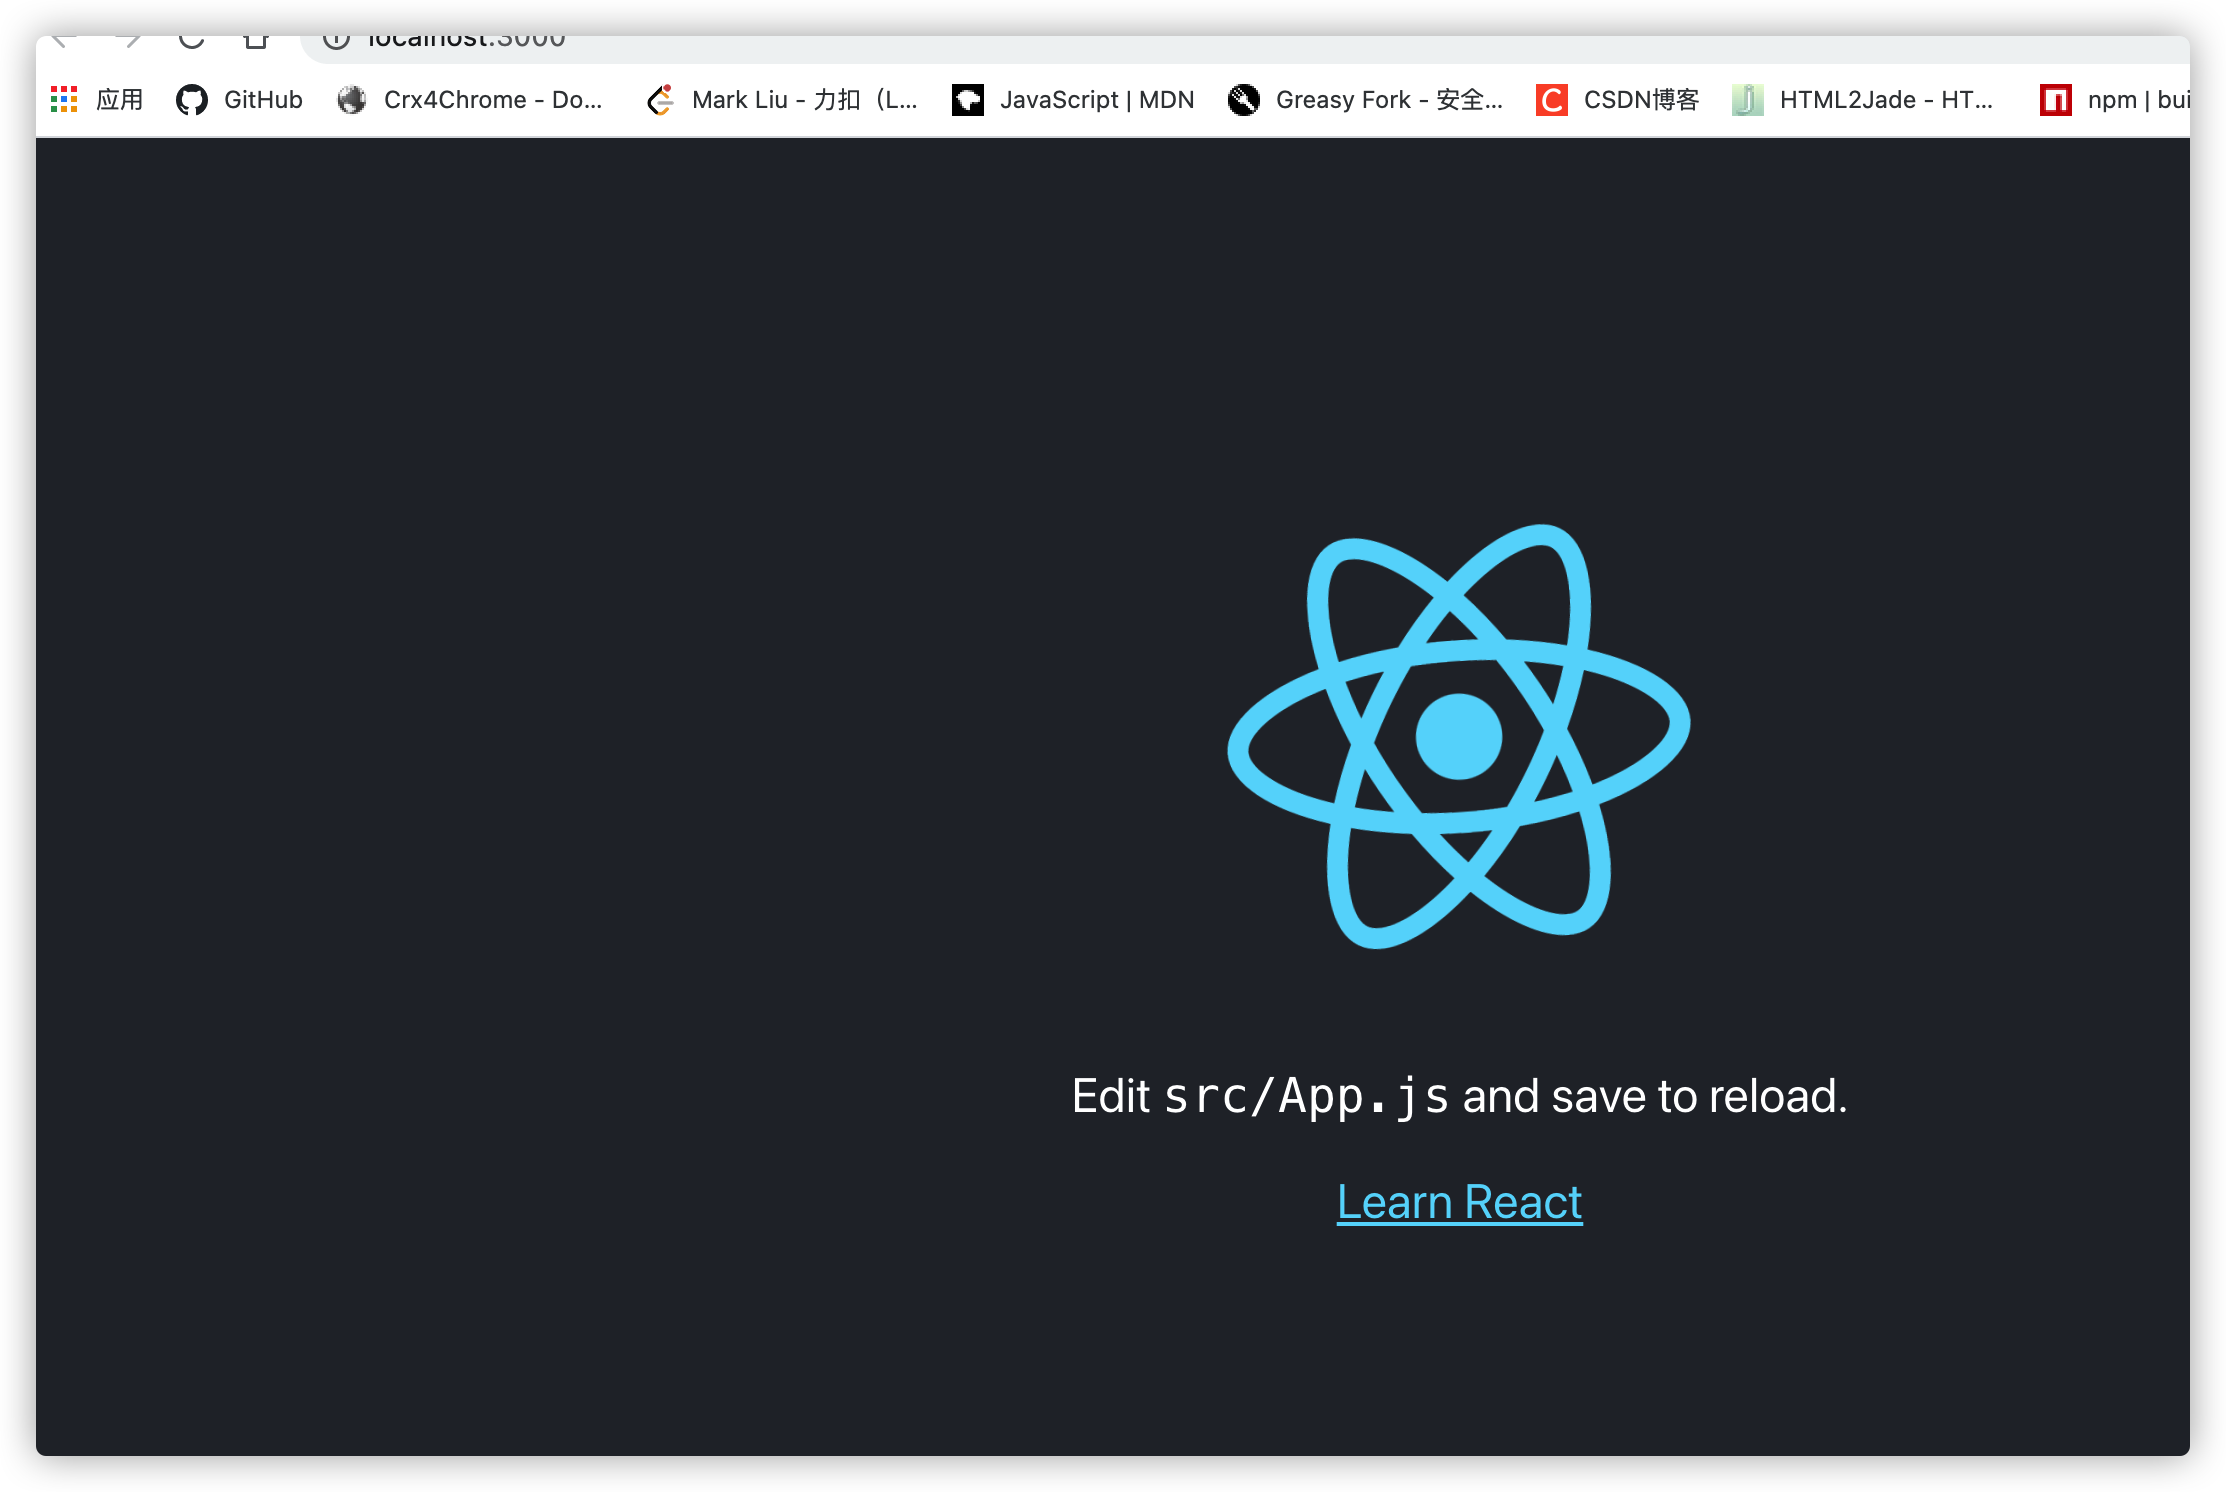 localhost:3000
应用 GitHub Crx4Chrome - Do... Mark Liu - 力扣（L... JavaScript | MDN Greasy Fork - 安全... CSDN博客 HTML2Jade - HT... npm | bui
Edit src/App.js and save to reload.
Learn React